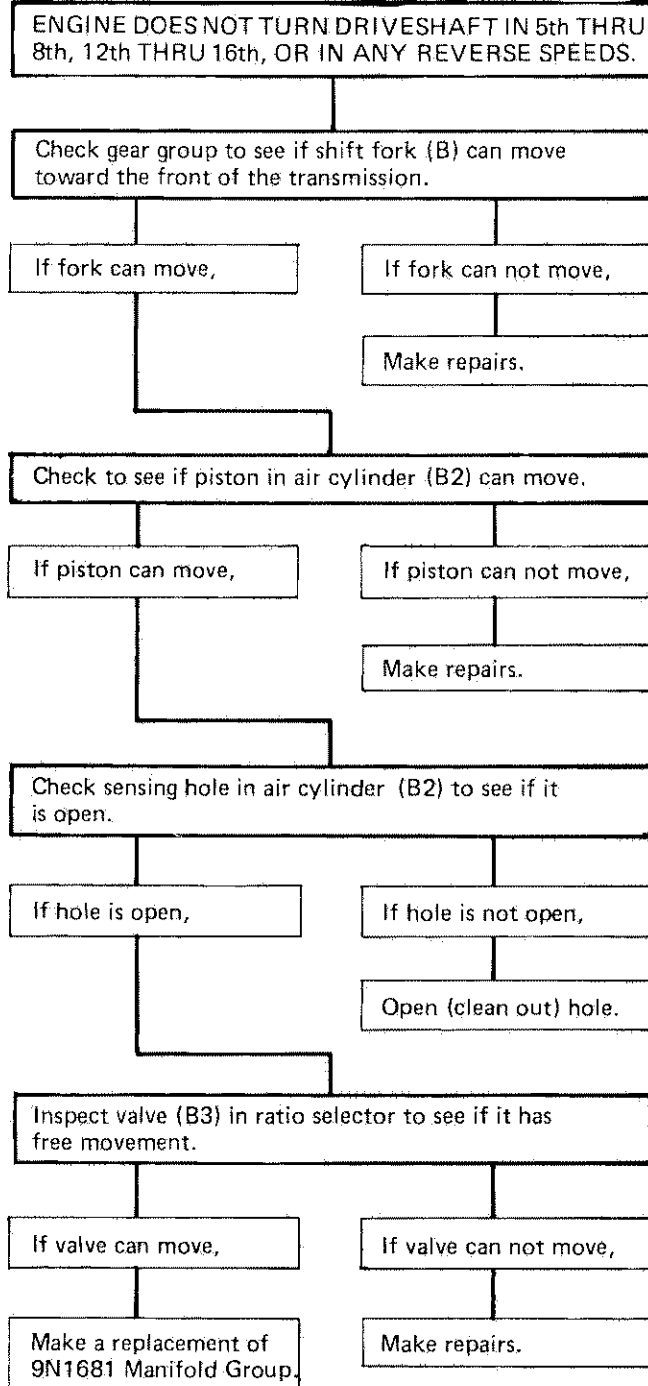 ENGINE DOES NOT TURN DRIVESHAFT IN 5th THRU
8th, 12th THRU 16th, OR IN ANY REVERSE SPEEDS.
Check gear group to see if shift fork (B) can move
toward the front of the transmission.
If fork can move,
If fork can not move,
Make repairs.
Check to see if piston in air cylinder (B2) can move.
If piston can move,
If piston can not move,
Make repairs.
Check sensing hole in air cylinder (B2) to see if it
is open.
If hole is open,
If hole is not open,
Open (clean out) hole.
Inspect valve (B3) in ratio selector to see if it has
free movement.
If valve can move,
If valve can not move,
Make a replacement of
9N1681 Manifold Group.
Make repairs.